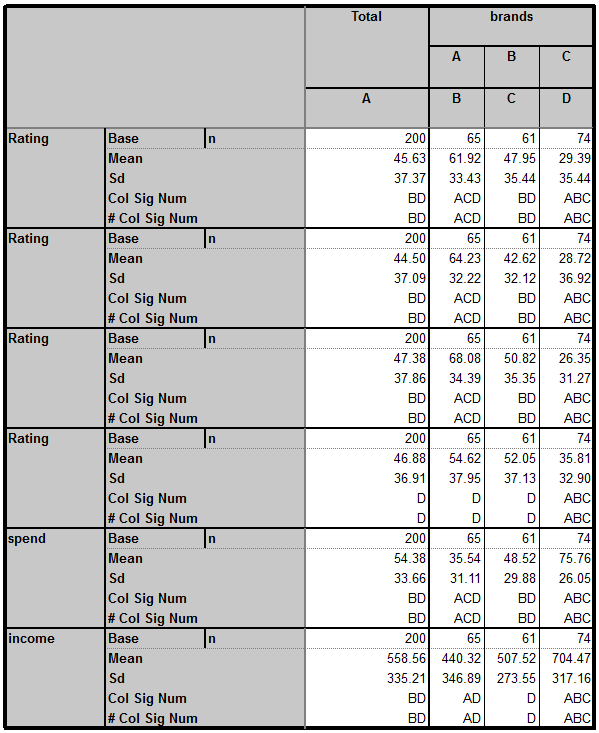 Total brands
A B C
A B C D
Rating Base n 200 65 61 74
Mean 45.63 61.92 47.95 29.39
Sd 37.37 33.43 35.44 35.44
Col Sig Num BD ACD BD ABC
# Col Sig Num BD ACD BD ABC
Rating Base n 200 65 61 74
Mean 44.50 64.23 42.62 28.72
Sd 37.09 32.22 32.12 36.92
Col Sig Num BD ACD BD ABC
# Col Sig Num BD ACD BD ABC
Rating Base n 200 65 61 74
Mean 47.38 68.08 50.82 26.35
Sd 37.86 34.39 35.35 31.27
Col Sig Num BD ACD BD ABC
# Col Sig Num BD ACD BD ABC
Rating Base n 200 65 61 74
Mean 46.88 54.62 52.05 35.81
Sd 36.91 37.95 37.13 32.90
Col Sig Num D D D ABC
# Col Sig Num D D D ABC
spend Base n 200 65 61 74
Mean 54.38 35.54 48.52 75.76
Sd 33.66 31.11 29.88 26.05
Col Sig Num BD ACD BD ABC
# Col Sig Num BD ACD BD ABC
income Base n 200 65 61 74
Mean 558.56 440.32 507.52 704.47
Sd 335.21 346.89 273.55 317.16
Col Sig Num BD AD D ABC
# Col Sig Num BD AD D ABC